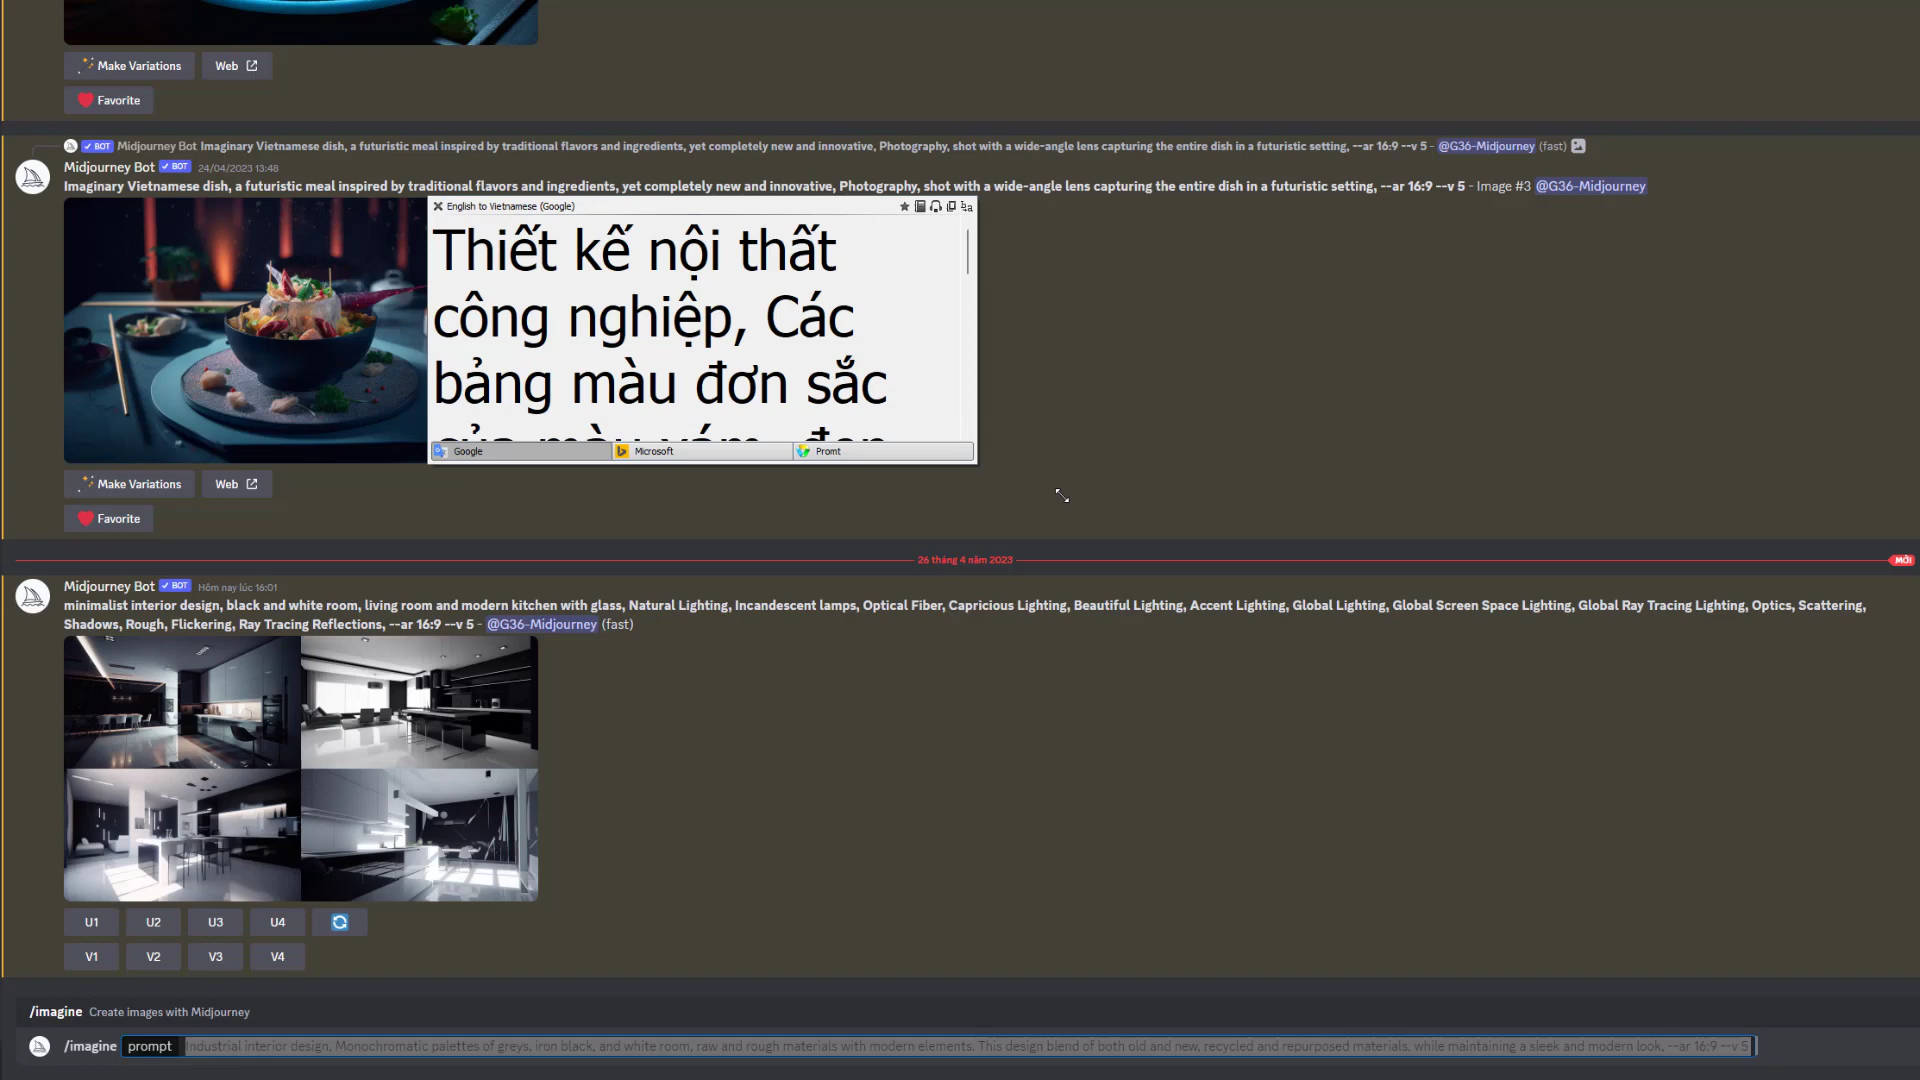 Make Variations Web
Favorite
BOT Midjourney Bot Imaginary Vietnamese dish, a futuristic meal inspired by traditional flavors and ingredients, yet completely new and innovative, Photography, shot with a wide-angle lens capturing the entire dish in a futuristic setting, --ar 16:9 --v 5 - @G36-Midjourney (fast)
Midjourney Bot BOT 24/04/2023 13:48
Imaginary Vietnamese dish, a futuristic meal inspired by traditional flavors and ingredients, yet completely new and innovative, Photography, shot with a wide-angle lens capturing the entire dish in a futuristic setting, --ar 16:9 --v 5 - Image #3 @G36-Midjourney
English to Vietnamese (Google)
Thiết kế nội thất
công nghiệp, Các
bảng màu đơn sắc
của màu xám, đen
Google Microsoft Promt
Make Variations Web
Favorite
26 tháng 4 năm 2023 MỚI
Midjourney Bot BOT Hôm nay lúc 16:01
minimalist interior design, black and white room, living room and modern kitchen with glass, Natural Lighting, Incandescent lamps, Optical Fiber, Capricious Lighting, Beautiful Lighting, Accent Lighting, Global Lighting, Global Screen Space Lighting, Global Ray Tracing Lighting, Optics, Scattering,
Shadows, Rough, Flickering, Ray Tracing Reflections, --ar 16:9 --v 5 - @G36-Midjourney (fast)
U1 U2 U3 U4
V1 V2 V3 V4
/imagine Create images with Midjourney
/imagine prompt Industrial interior design, Monochromatic palettes of greys, iron black, and white room, raw and rough materials with modern elements. This design blend of both old and new, recycled and repurposed materials, while maintaining a sleek and modern look, --ar 16:9 --v 5